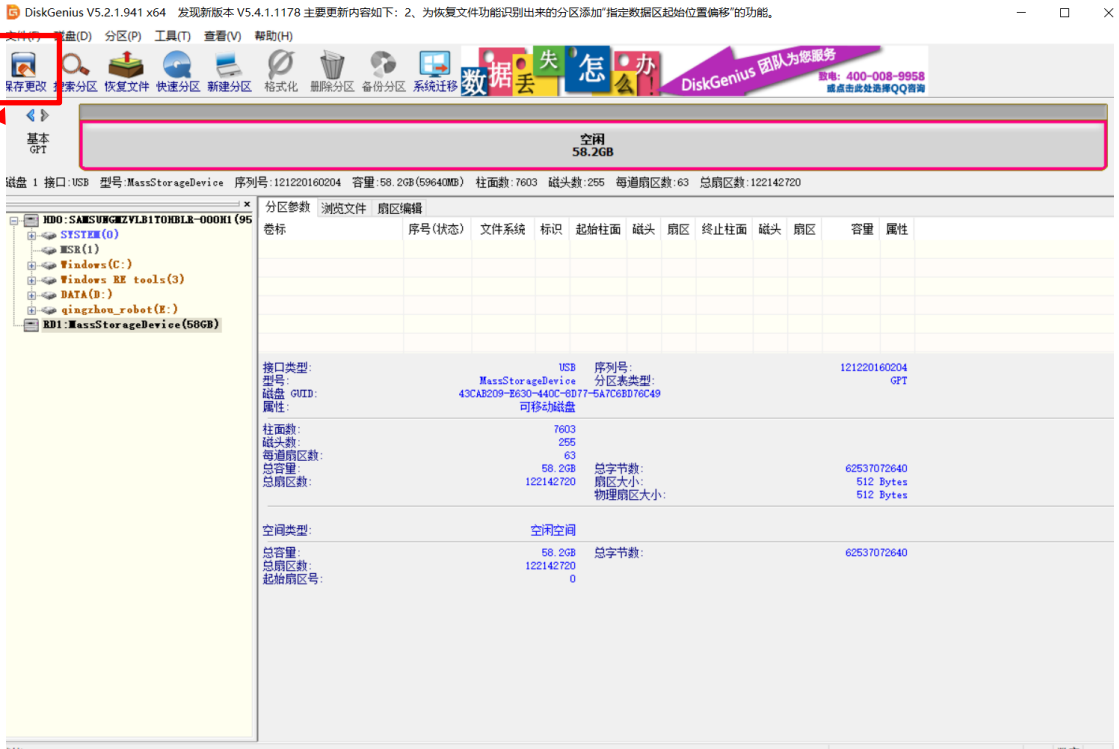 DiskGenius V5.2.1.941 x64 发现新版本 V5.4.1.1178 主要更新内容如下：2、为恢复文件功能识别出来的分区添加"指定数据区起始位置偏移"的功能。
文件(F) 磁盘(D) 分区(P) 工具(T) 查看(V) 帮助(H)
保存更改 搜索分区 恢复文件 快速分区 新建分区 格式化 删除分区 备份分区 系统迁移
数据丢失怎么办！
DiskGenius 团队为您服务
致电：400-008-9958
或点击此处选择QQ咨询
基本
GPT
空闲
58.2GB
磁盘 1 接口:USB 型号:MassStorageDevice 序列号:121220160204 容量:58.2GB(59640MB) 柱面数:7603 磁头数:255 每道扇区数:63 总扇区数:122142720
HD0:SAMSUNGMZVLB1T0HBLR-000H1(95
SYSTEM(0)
MSR(1)
Windows(C:)
Windows RE tools(3)
DATA(D:)
qingzhou_robot(E:)
RD1:MassStorageDevice(58GB)
分区参数 浏览文件 扇区编辑
卷标 序号(状态) 文件系统 标识 起始柱面 磁头 扇区 终止柱面 磁头 扇区 容量 属性
接口类型: USB 序列号: 121220160204
型号: MassStorageDevice 分区表类型: GPT
磁盘 GUID: 43CAB209-E630-440C-8D77-5A7C6BD76C49
属性: 可移动磁盘
柱面数: 7603
磁头数: 255
每道扇区数: 63
总容量: 58.2GB 总字节数: 62537072640
总扇区数: 122142720 扇区大小: 512 Bytes
物理扇区大小: 512 Bytes
空间类型: 空闲空间
总容量: 58.2GB 总字节数: 62537072640
总扇区数: 122142720
起始扇区号: 0